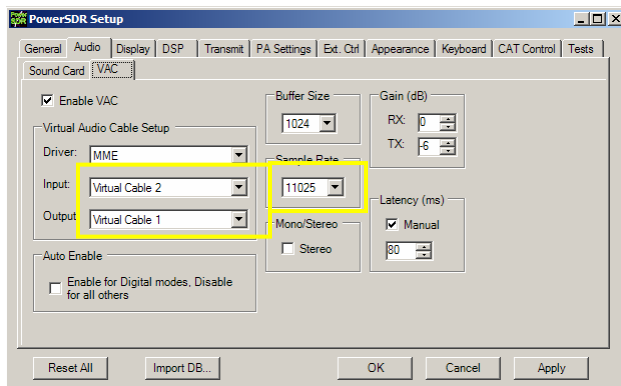 PowerSDR Setup
General Audio Display DSP Transmit PA Settings Ext. Ctrl Appearance Keyboard CAT Control Tests
Sound Card VAC
Enable VAC
Virtual Audio Cable Setup
Driver: MME
Input: Virtual Cable 2
Output Virtual Cable 1
Auto Enable
Enable for Digital modes, Disable
for all others
Buffer Size
1024
Sample Rate
11025
Mono/Stereo
Stereo
Gain (dB)
RX: 0
TX: -6
Latency (ms)
Manual
80
Reset All Import DB... OK Cancel Apply